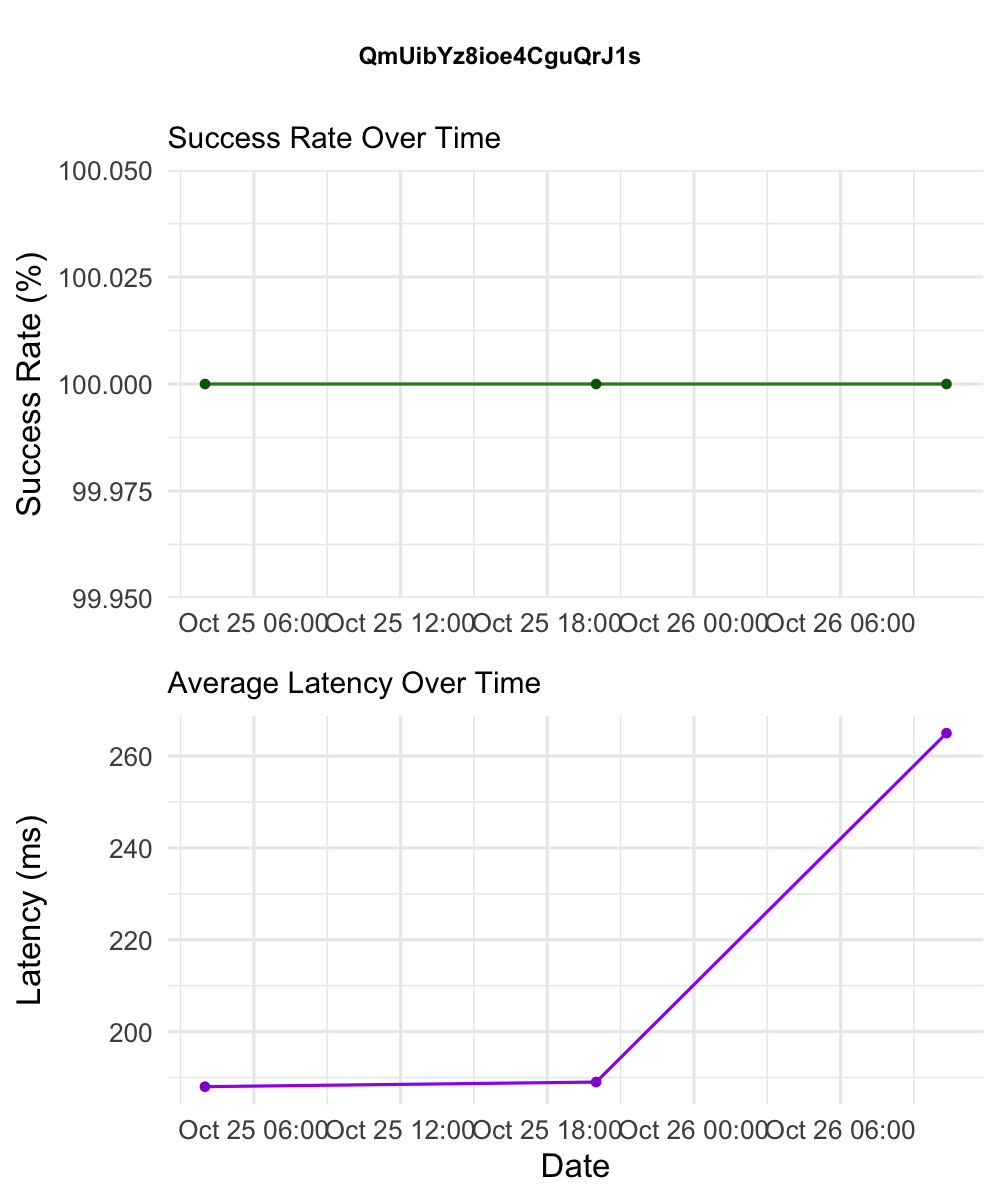 QmUibYz8ioe4CguQrJ1s
Success Rate Over Time
Success Rate (%)
100.050
100.025
100.000
99.975
99.950
Oct 25 06:00 Oct 25 12:00 Oct 25 18:00 Oct 26 00:00 Oct 26 06:00
Average Latency Over Time
Latency (ms)
260
240
220
200
Oct 25 06:00 Oct 25 12:00 Oct 25 18:00 Oct 26 00:00 Oct 26 06:00
Date